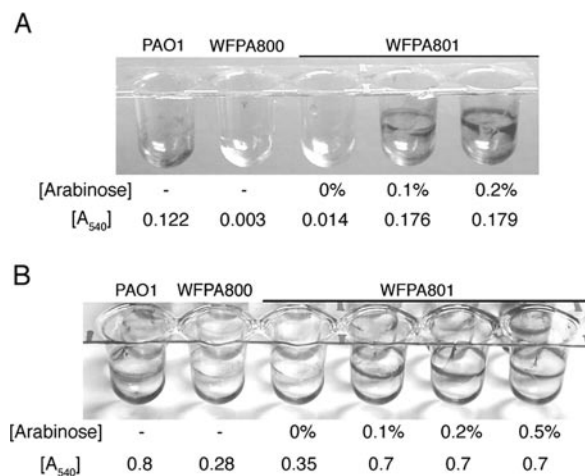 A
PAO1 WFPA800 WFPA801
[Arabinose] - - 0% 0.1% 0.2%
[A540] 0.122 0.003 0.014 0.176 0.179
B
PAO1 WFPA800 WFPA801
[Arabinose] - - 0% 0.1% 0.2% 0.5%
[A540] 0.8 0.28 0.35 0.7 0.7 0.7